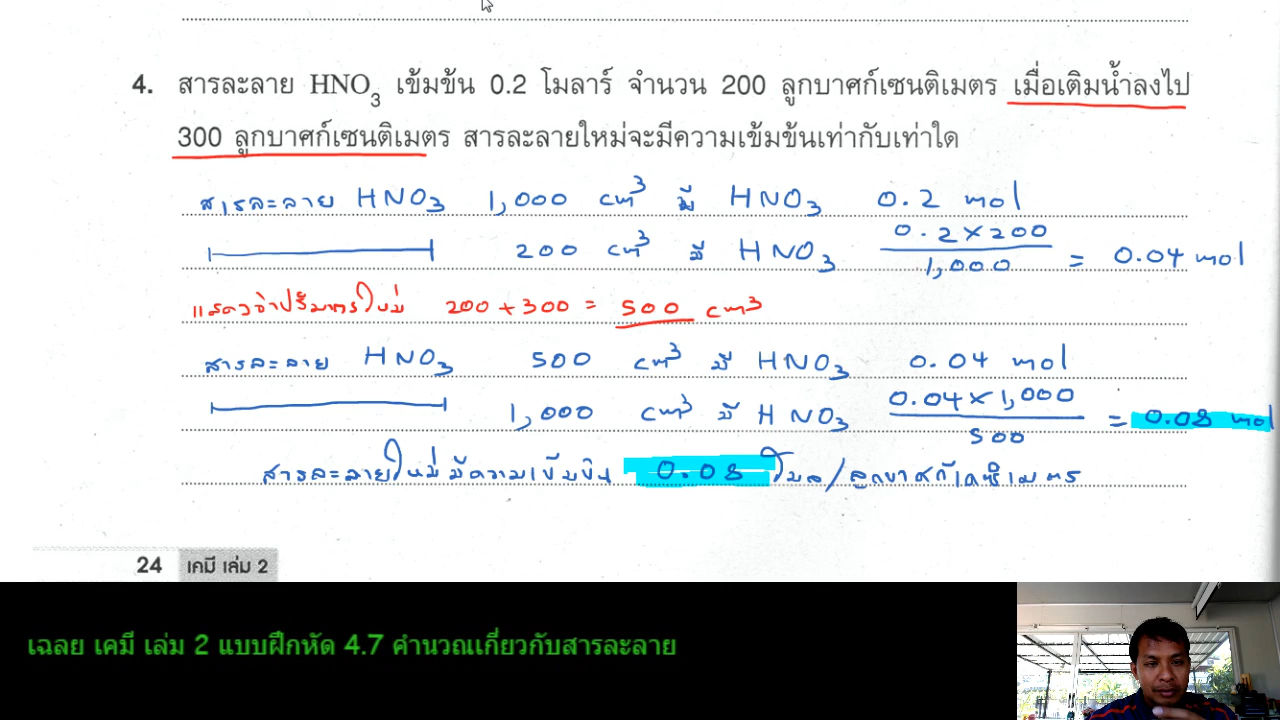 4. สารละลาย HNO₃ เข้มข้น 0.2 โมลาร์ จำนวน 200 ลูกบาศก์เซนติเมตร เมื่อเติมน้ำลงไป
300 ลูกบาศก์เซนติเมตร สารละลายใหม่จะมีความเข้มข้นเท่ากับเท่าใด
สารละลาย HNO₃ 1,000 cm³ มี HNO₃ 0.2 mol
200 cm³ มี HNO₃ 0.2 × 200 / 1,000 = 0.04 mol
แสดงว่าปริมาตรใหม่ 200 + 300 = 500 cm³
สารละลาย HNO₃ 500 cm³ มี HNO₃ 0.04 mol
1,000 cm³ มี HNO₃ 0.04 × 1,000 / 500 = 0.08 mol
สารละลายใหม่มีความเข้มข้น 0.08 โมล/ลูกบาศก์เดซิเมตร
24 เคมี เล่ม 2
เฉลย เคมี เล่ม 2 แบบฝึกหัด 4.7 คำนวณเกี่ยวกับสารละลาย